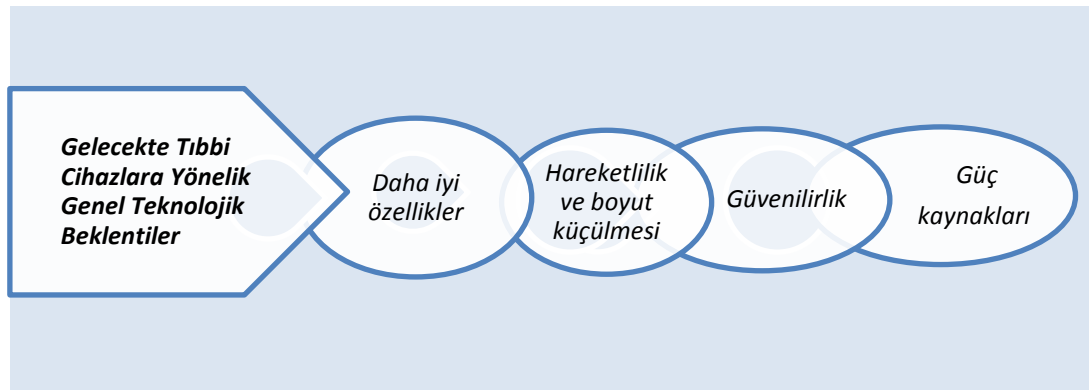 Gelecekte Tıbbi
Cihazlara Yönelik
Genel Teknolojik
Beklentiler
Daha iyi
özellikler
Hareketlilik
ve boyut
küçülmesi
Güvenilirlik
Güç
kaynakları